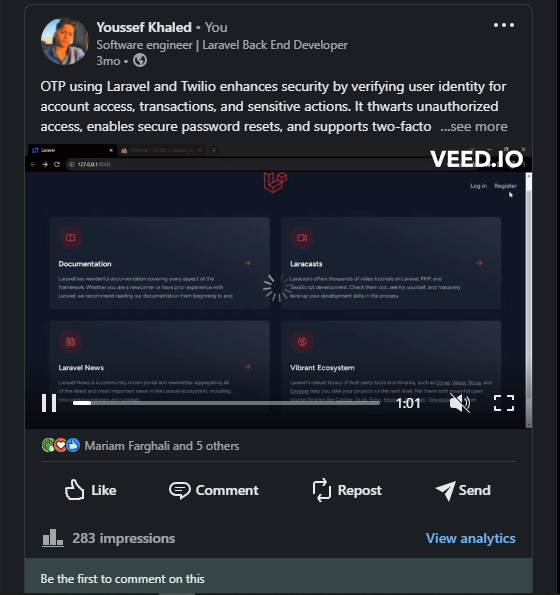 Youssef Khaled • You
Software engineer | Laravel Back End Developer
3mo •
OTP using Laravel and Twilio enhances security by verifying user identity for
account access, transactions, and sensitive actions. It thwarts unauthorized
access, enables secure password resets, and supports two-facto ...see more
Laravel
VEED.IO
127.0.0.1:8000
Log in Register
Documentation
Laravel has wonderful documentation covering every aspect of the
framework. Whether you are a newcomer or have prior experience with
Laravel, we recommend reading our documentation from beginning to end.
Laracasts
Laracasts offers thousands of video tutorials on Laravel, PHP, and
JavaScript development. Check them out, see for yourself, and massively
level up your development skills in the process.
Laravel News
Laravel News is a community driven portal and newsletter aggregating all
of the latest and most important news in the Laravel ecosystem, including
new package releases and tutorials.
Vibrant Ecosystem
Laravel's robust library of first-party tools and libraries, such as Forge, Vapor, Nova, and
Envoyer help you take your projects to the next level. Pair them with powerful open
source libraries like Cashier, Dusk, Echo,
1:01
Mariam Farghali and 5 others
Like
Comment
Repost
Send
283 impressions
View analytics
Be the first to comment on this